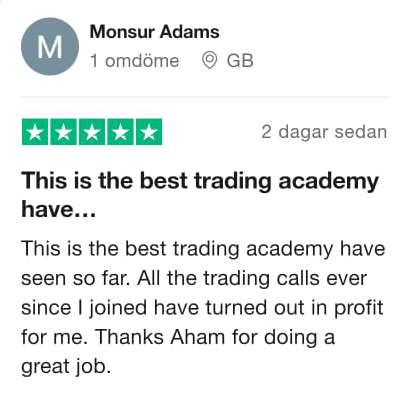 M
Monsur Adams
1 omdöme GB
2 dagar sedan
This is the best trading academy
have...
This is the best trading academy have
seen so far. All the trading calls ever
since I joined have turned out in profit
for me. Thanks Aham for doing a
great job.